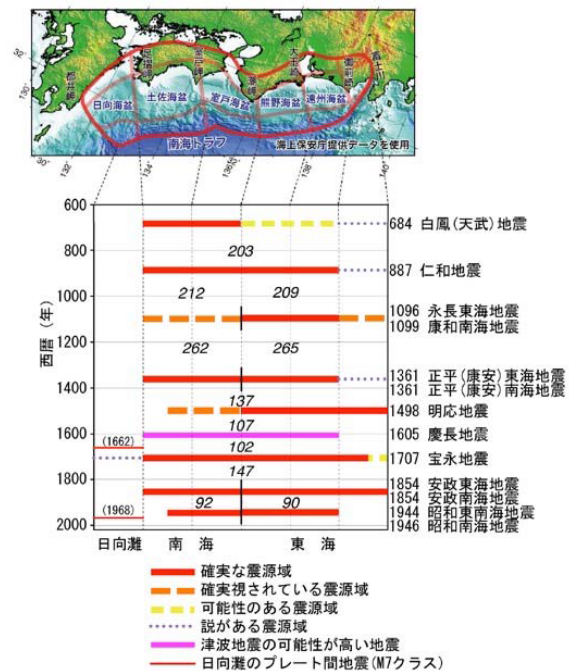 足摺岬
室戸岬
潮岬
大王崎
御前崎
富士川
都井岬
日向海盆
土佐海盆
室戸海盆
熊野海盆
遠州海盆
南海トラフ
海上保安庁提供データを使用
30°
132°
134°
136°
138°
140°
西暦(年)
600
800
1000
1200
1400
1600
1800
2000
684 白鳳(天武)地震
203
887 仁和地震
212
209
1096 永長東海地震
1099 康和南海地震
262
265
1361 正平(康安)東海地震
1361 正平(康安)南海地震
137
1498 明応地震
107
1605 慶長地震
(1662)
102
1707 宝永地震
147
1854 安政東海地震
1854 安政南海地震
92
90
1944 昭和東南海地震
1946 昭和南海地震
(1968)
日向灘 南海 東海
確実な震源域
確実視されている震源域
可能性のある震源域
説がある震源域
津波地震の可能性が高い地震
日向灘のプレート間地震(M7クラス)